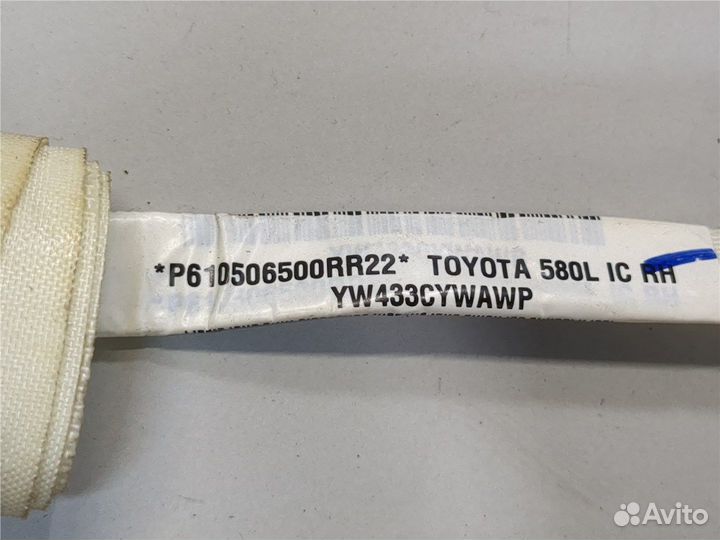 *P610506500RR22* TOYOTA 580L IC RH
YW433CYWAWP
Avito